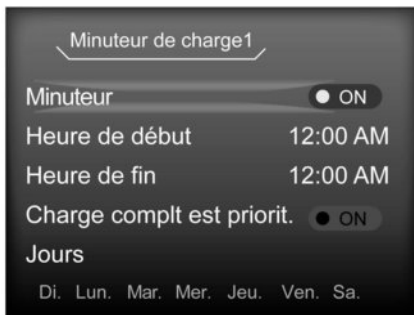 Minuteur de charge1
Minuteur ON
Heure de début 12:00 AM
Heure de fin 12:00 AM
Charge complt est priorit. ON
Jours
Di. Lun. Mar. Mer. Jeu. Ven. Sa.